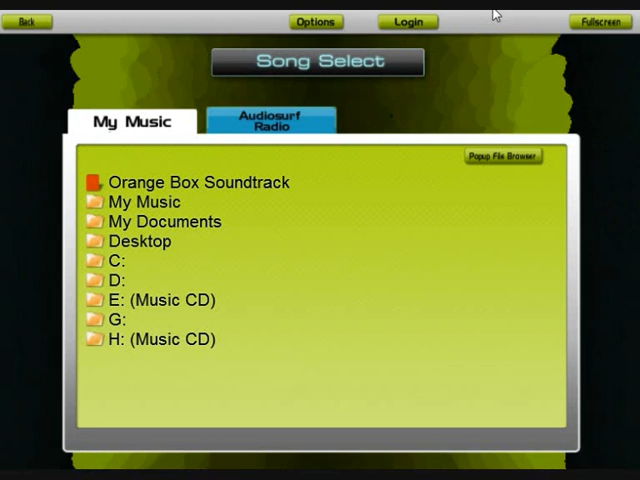 Back
Options
Login
Fullscreen
Song Select
My Music
Audiosurf
Radio
Popup File Browser
Orange Box Soundtrack
My Music
My Documents
Desktop
C:
D:
E: (Music CD)
G:
H: (Music CD)